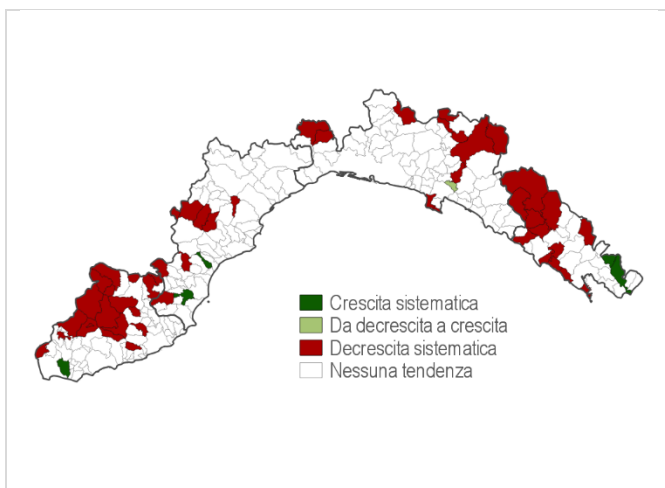 Crescita sistematica
Da decrescita a crescita
Decrescita sistematica
Nessuna tendenza